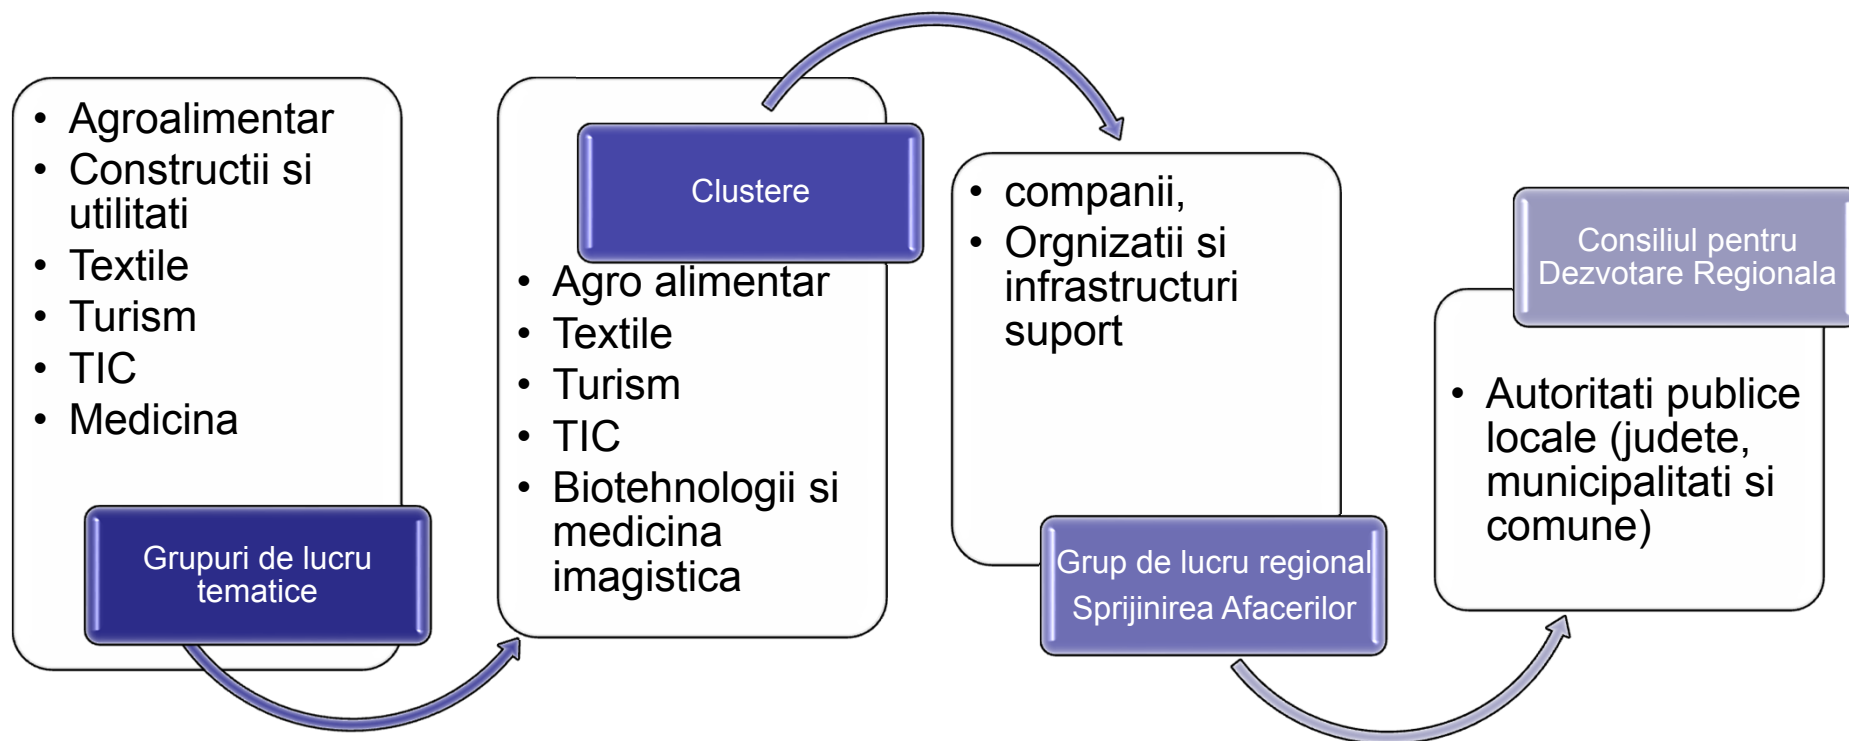 • Agroalimentar
• Constructii si
utilitati
• Textile
• Turism
• TIC
• Medicina
Grupuri de lucru
tematice
Clustere
• Agro alimentar
• Textile
• Turism
• TIC
• Biotehnologii si
medicina
imagistica
• companii,
• Orgnizatii si
infrastructuri
suport
Grup de lucru regional
Sprijinirea Afacerilor
Consiliul pentru
Dezvotare Regionala
• Autoritati publice
locale (judete,
municipalitati si
comune)